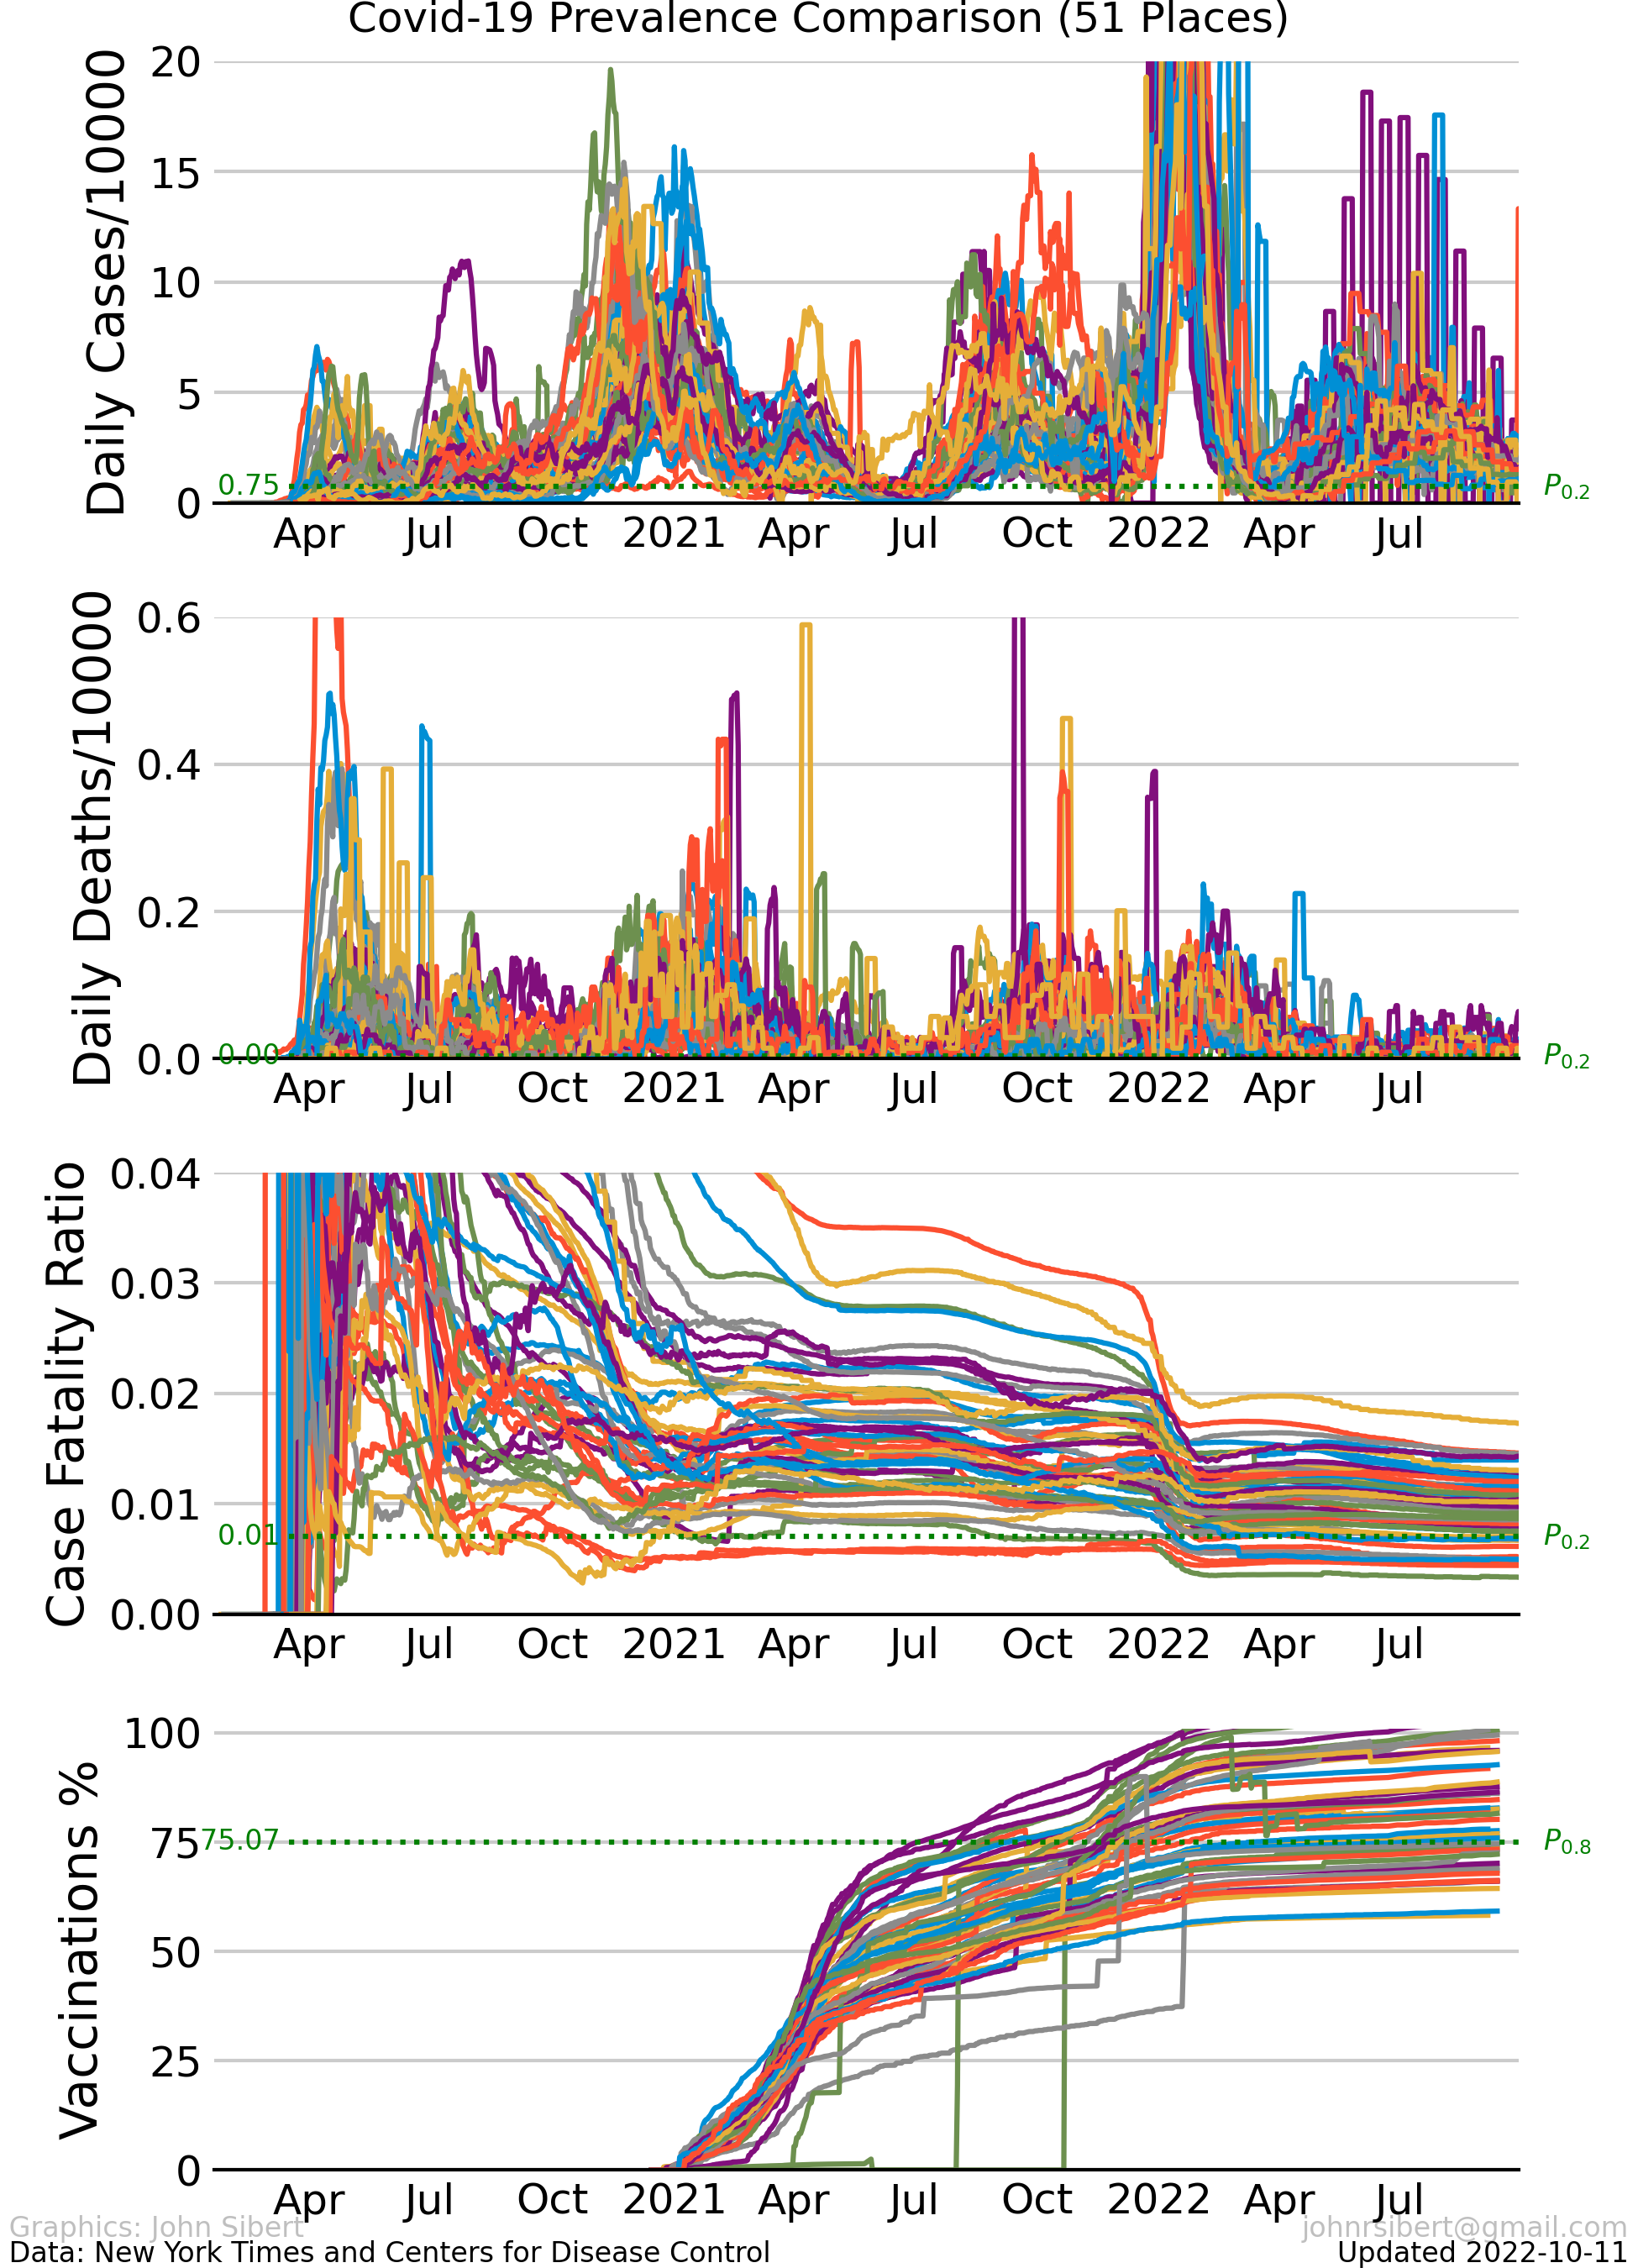 Covid-19 Prevalence Comparison (51 Places)
Daily Cases/10000
20
15
10
5
0
0.75
P0.2
Apr Jul Oct 2021 Apr Jul Oct 2022 Apr Jul
Daily Deaths/10000
0.6
0.4
0.2
0.0
0.00
P0.2
Apr Jul Oct 2021 Apr Jul Oct 2022 Apr Jul
Case Fatality Ratio
0.04
0.03
0.02
0.01
0.00
0.01
P0.2
Apr Jul Oct 2021 Apr Jul Oct 2022 Apr Jul
Vaccinations %
100
75
50
25
0
75.07
P0.8
Apr Jul Oct 2021 Apr Jul Oct 2022 Apr Jul
Graphics: John Sibert johnrsibert@gmail.com
Data: New York Times and Centers for Disease Control Updated 2022-10-11